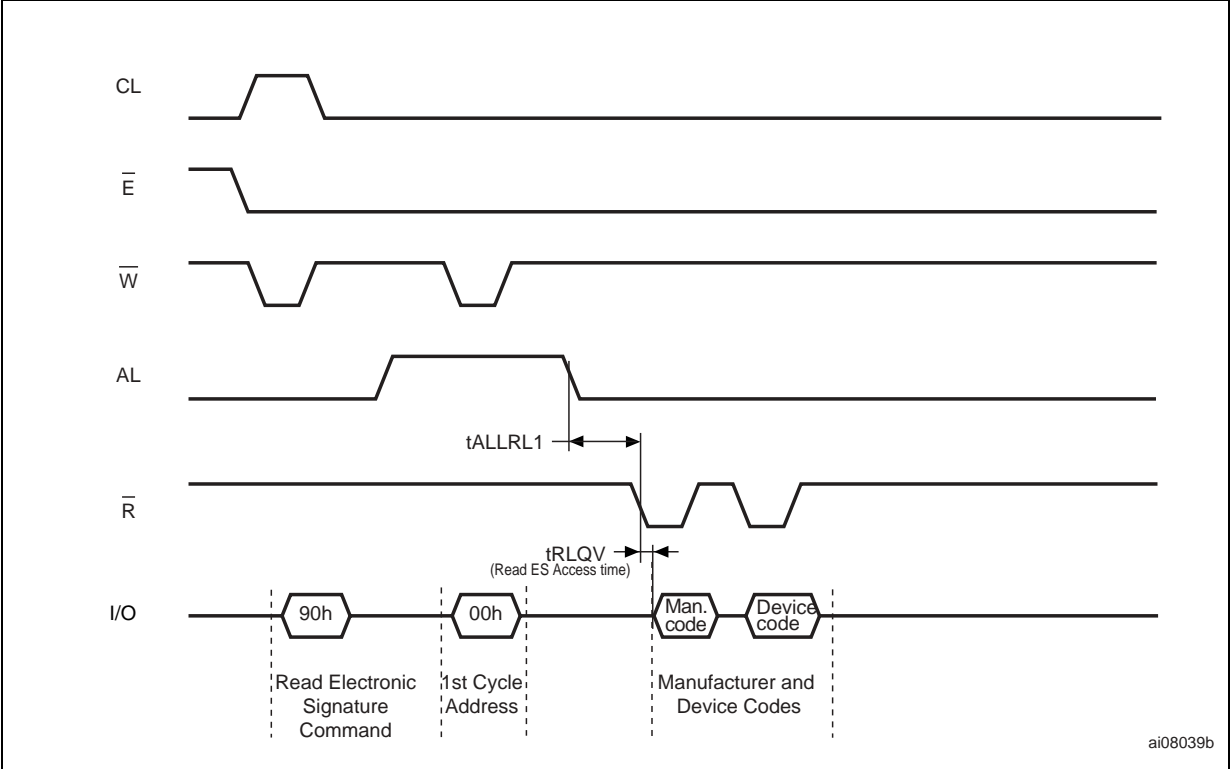 CL
E
W
AL
tALLRL1
R
tRLQV
(Read ES Access time)
I/O
90h
00h
Man.
code
Device
code
Read Electronic
Signature
Command
1st Cycle
Address
Manufacturer and
Device Codes
ai08039b